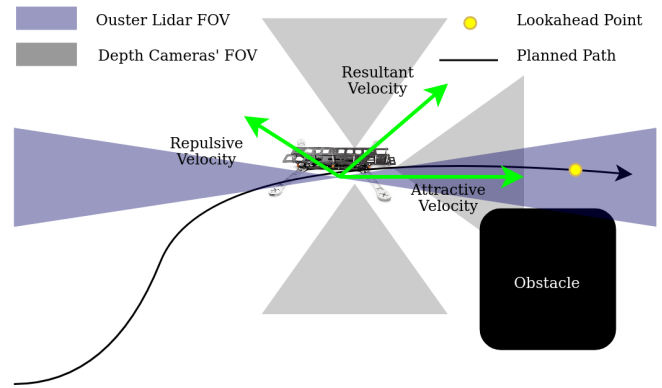 Ouster Lidar FOV
Lookahead Point
Depth Cameras' FOV
Planned Path
Resultant
Velocity
Repulsive
Velocity
Attractive
Velocity
Obstacle